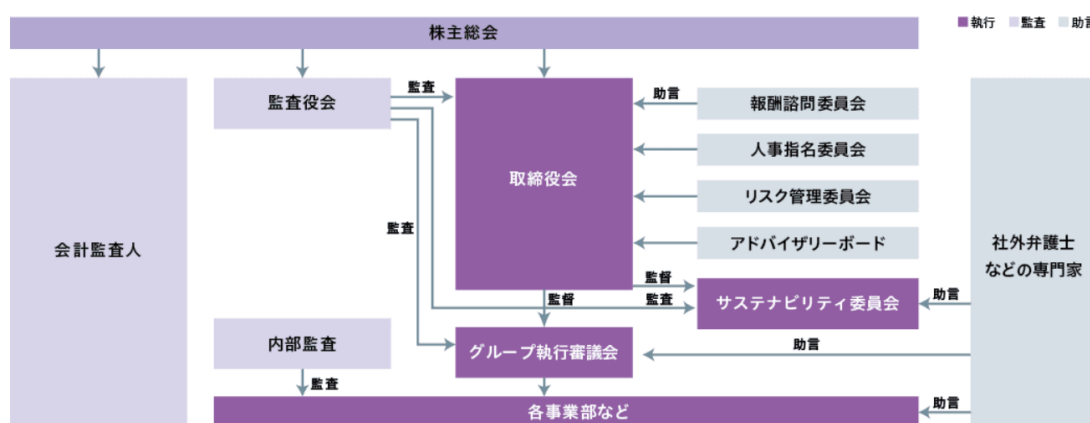 株主総会
執行
監査
監査役会
監査
取締役会
助言
報酬諮問委員会
人事指名委員会
リスク管理委員会
アドバイザリーボード
会計監査人
監査
社外弁護士
などの専門家
監督
監督
監査
サステナビリティ委員会
助言
内部監査
グループ執行審議会
助言
監査
各事業部など
助言